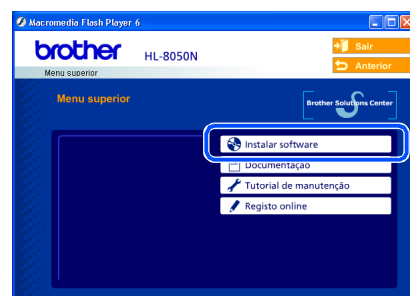 Macromedia Flash Player 6
brother
HL-8050N
Sair
Anterior
Menu superior
Menu superior
Brother Solutions Center
Instalar software
Documentação
Tutorial de manutenção
Registo online